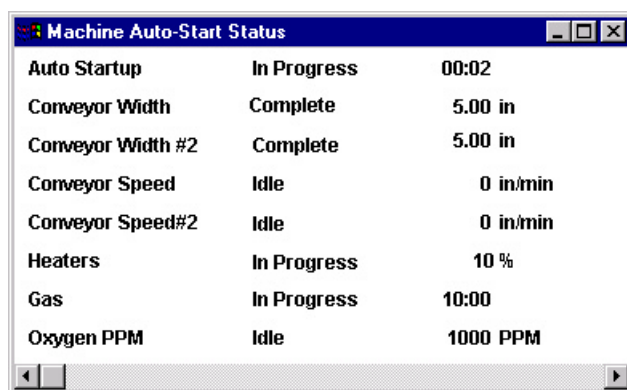 Machine Auto-Start Status
Auto Startup In Progress 00:02
Conveyor Width Complete 5.00 in
Conveyor Width #2 Complete 5.00 in
Conveyor Speed Idle 0 in/min
Conveyor Speed#2 Idle 0 in/min
Heaters In Progress 10 %
Gas In Progress 10:00
Oxygen PPM Idle 1000 PPM